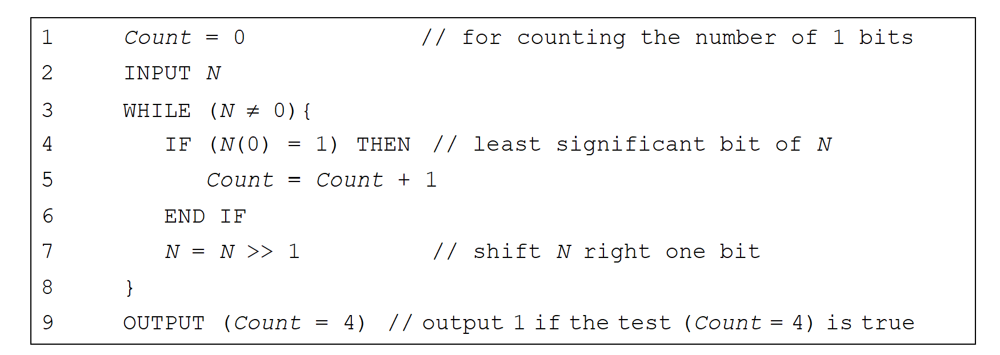 1 Count = 0 // for counting the number of 1 bits
2 INPUT N
3 WHILE (N ≠ 0){
4 IF (N(0) = 1) THEN // least significant bit of N
5 Count = Count + 1
6 END IF
7 N = N >> 1 // shift N right one bit
8 }
9 OUTPUT (Count = 4) // output 1 if the test (Count = 4) is true